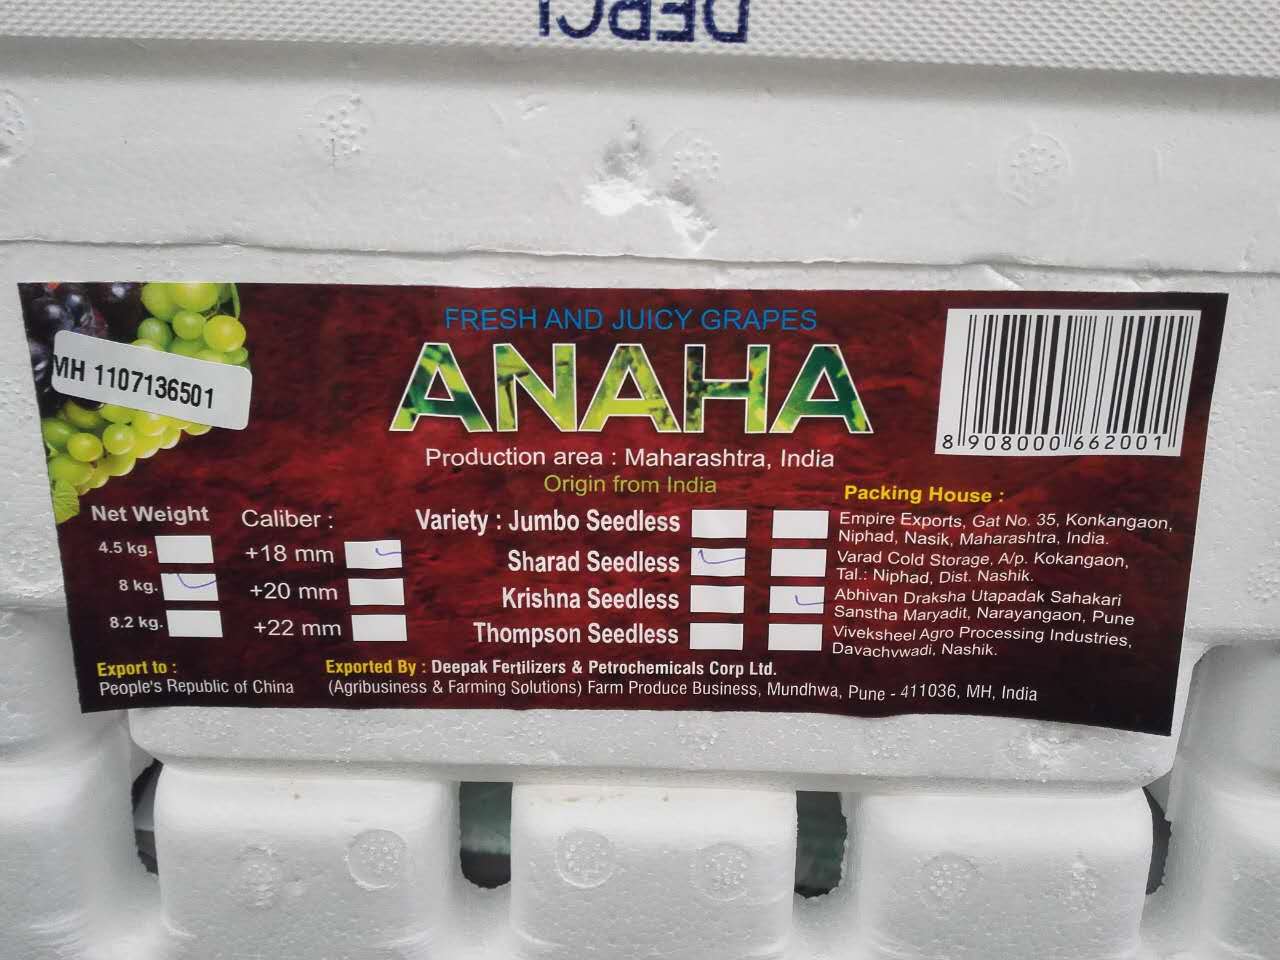 DFPCL
FRESH AND JUICY GRAPES
ANAHA
MH 1107136501
8 908000 662001
Production area : Maharashtra, India
Origin from India
Net Weight
4.5 kg.
8 kg.
8.2 kg.
Caliber :
+18 mm
+20 mm
+22 mm
Variety : Jumbo Seedless
Sharad Seedless
Krishna Seedless
Thompson Seedless
Packing House :
Empire Exports, Gat No. 35, Konkangaon,
Niphad, Nasik, Maharashtra, India.
Varad Cold Storage, A/p. Kokangaon,
Tal.: Niphad, Dist. Nashik.
Abhivan Draksha Utapadak Sahakari
Sanstha Maryadit, Narayangaon, Pune
Viveksheel Agro Processing Industries,
Davachvwadi, Nashik.
Export to :
People's Republic of China
Exported By : Deepak Fertilizers & Petrochemicals Corp Ltd.
(Agribusiness & Farming Solutions) Farm Produce Business, Mundhwa, Pune - 411036, MH, India